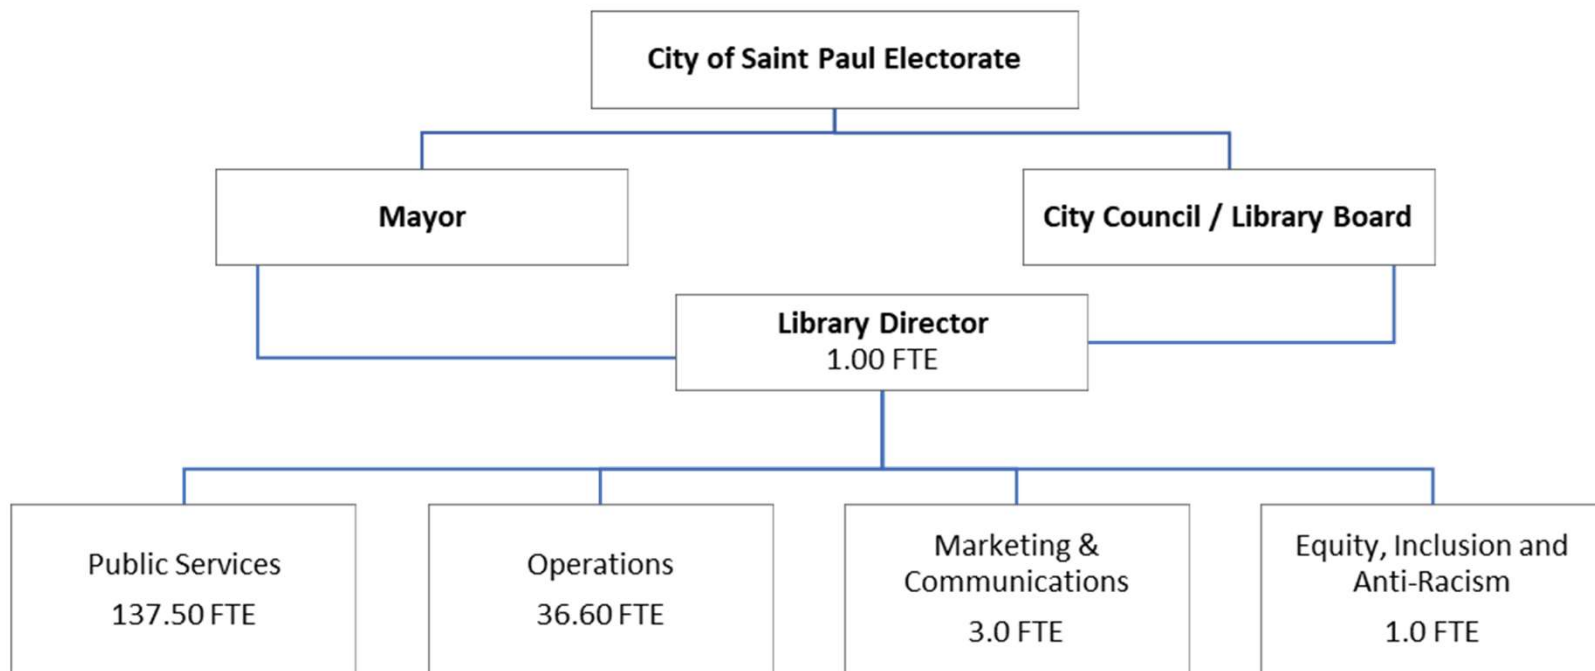 City of Saint Paul Electorate
Mayor
City Council / Library Board
Library Director
1.00 FTE
Public Services
137.50 FTE
Operations
36.60 FTE
Marketing &
Communications
3.0 FTE
Equity, Inclusion and
Anti-Racism
1.0 FTE